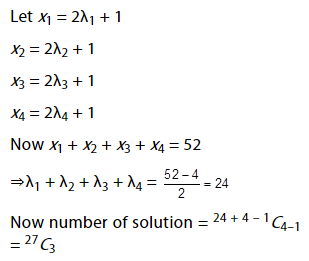 Let x₁ = 2λ₁ + 1
x₂ = 2λ₂ + 1
x₃ = 2λ₃ + 1
x₄ = 2λ₄ + 1
Now x₁ + x₂ + x₃ + x₄ = 52
⇒λ₁ + λ₂ + λ₃ + λ₄ = (52 – 4)/2 = 24
Now number of solution = ²⁴ ⁺ ⁴ ⁻ ¹C₄₋₁
= ²⁷C₃